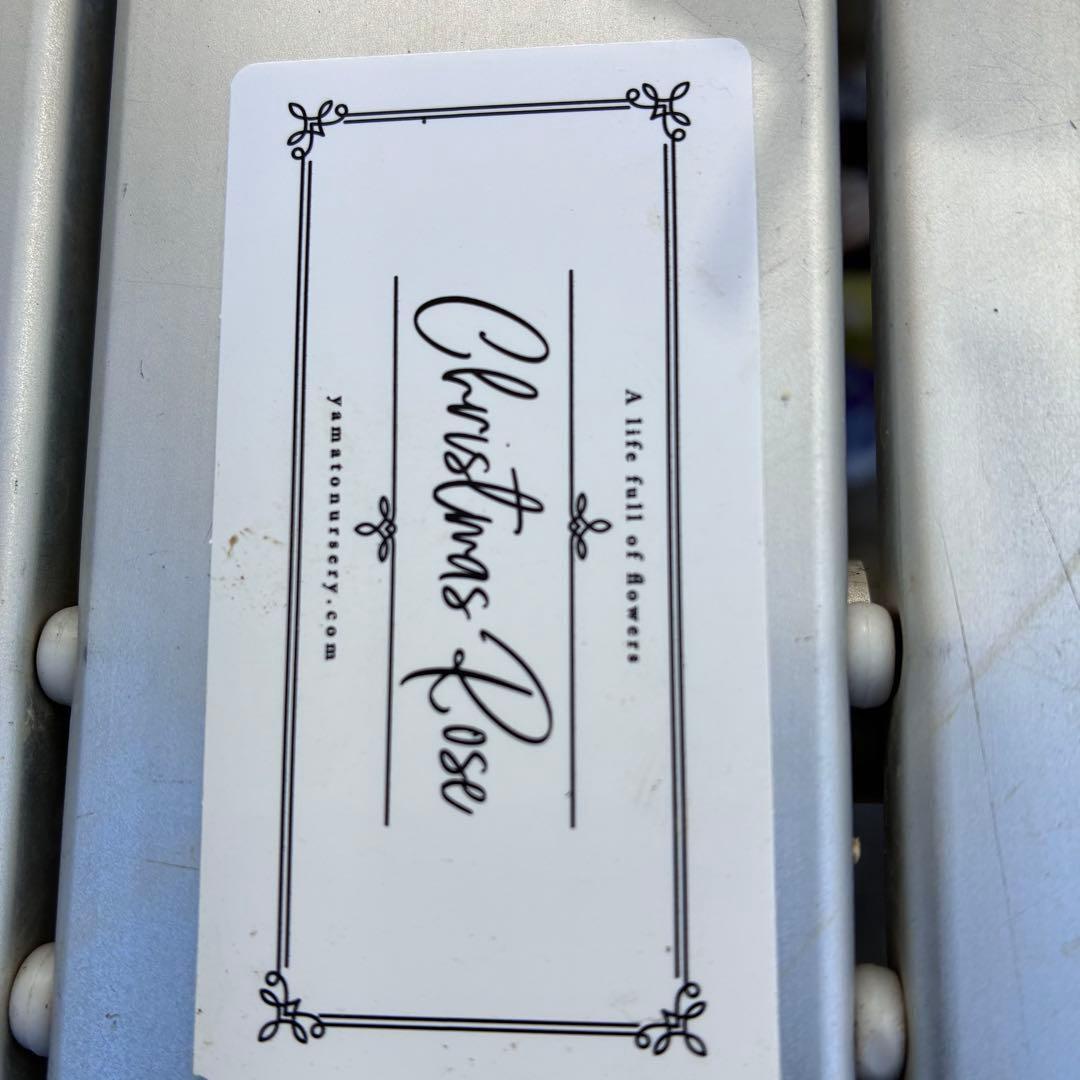 A life full of flowers
Christmas Rose
yamatonursery.com